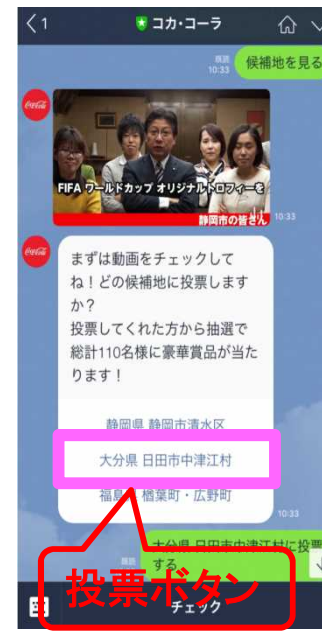 1
コカ・コーラ
既読
10:33
候補地を見る
Coca-Cola
FIFA ワールドカップ オリジナルトロフィーを
静岡市の皆さん
10:33
Coca-Cola
まずは動画をチェックして
ね！どの候補地に投票します
か？
投票してくれた方から抽選で
総計110名様に豪華賞品が当た
ります！
静岡県 静岡市清水区
大分県 日田市中津江村
楢葉町・広野町
10:33
大分県 日田市中津江村に投票
する
既読
投票ボタン
チェック